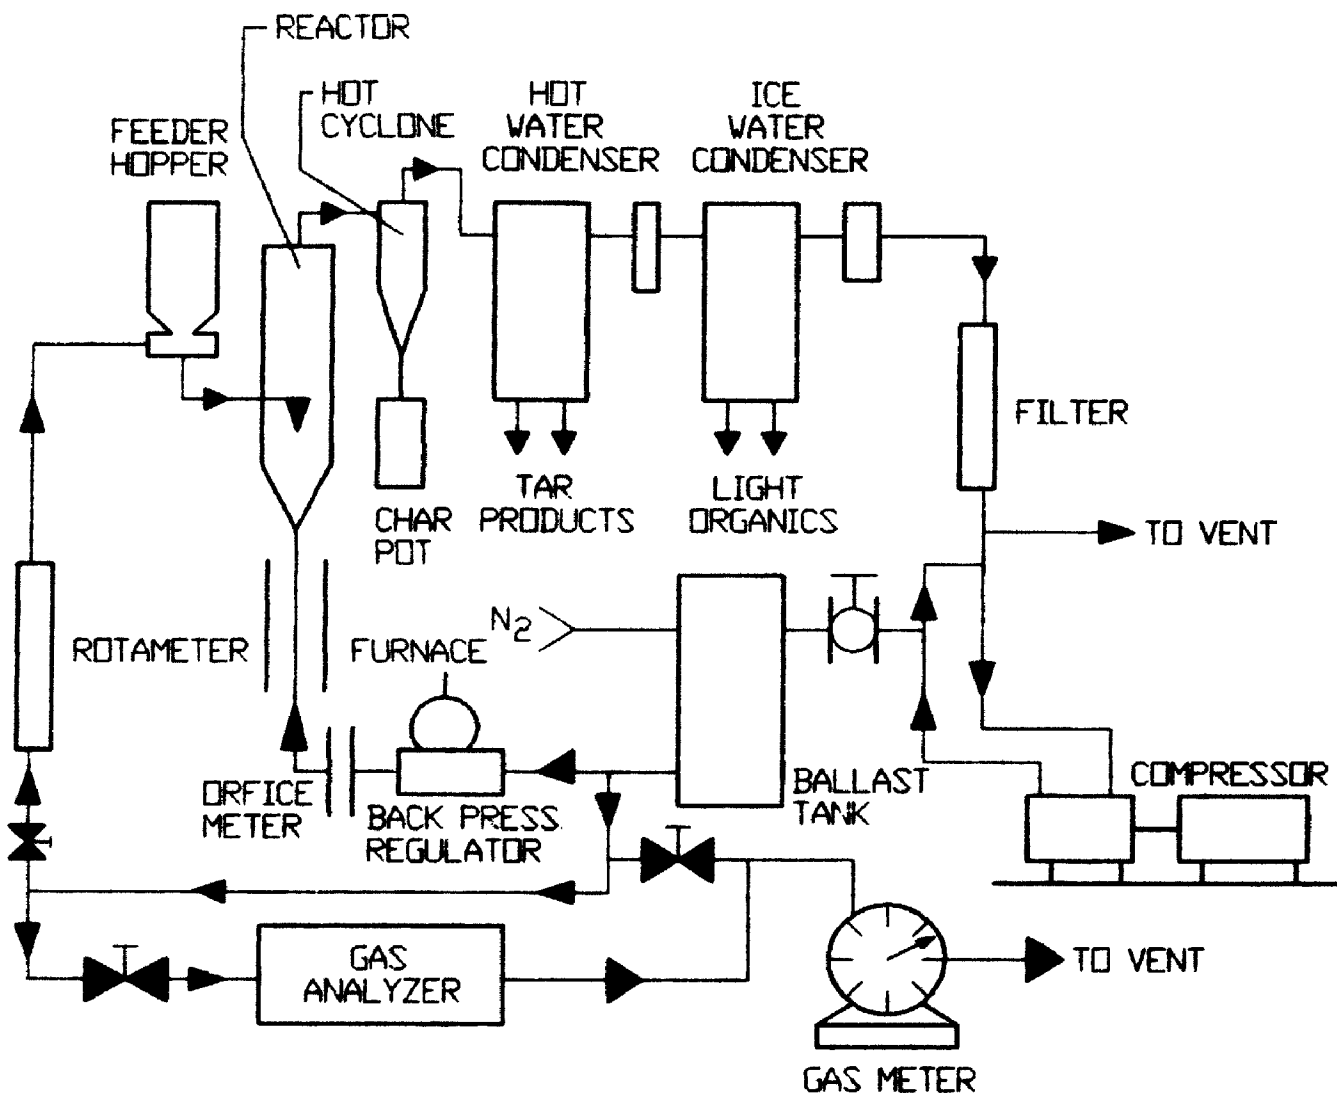 REACTOR
HOT
CYCLONE
HOT
WATER
CONDENSER
ICE
WATER
CONDENSER
FEEDER
HOPPER
FILTER
CHAR
POT
TAR
PRODUCTS
LIGHT
ORGANICS
TO VENT
N2
ROTAMETER
FURNACE
ORFICE
METER
BACK PRESS.
REGULATOR
BALLAST
TANK
COMPRESSOR
GAS
ANALYZER
TO VENT
GAS METER